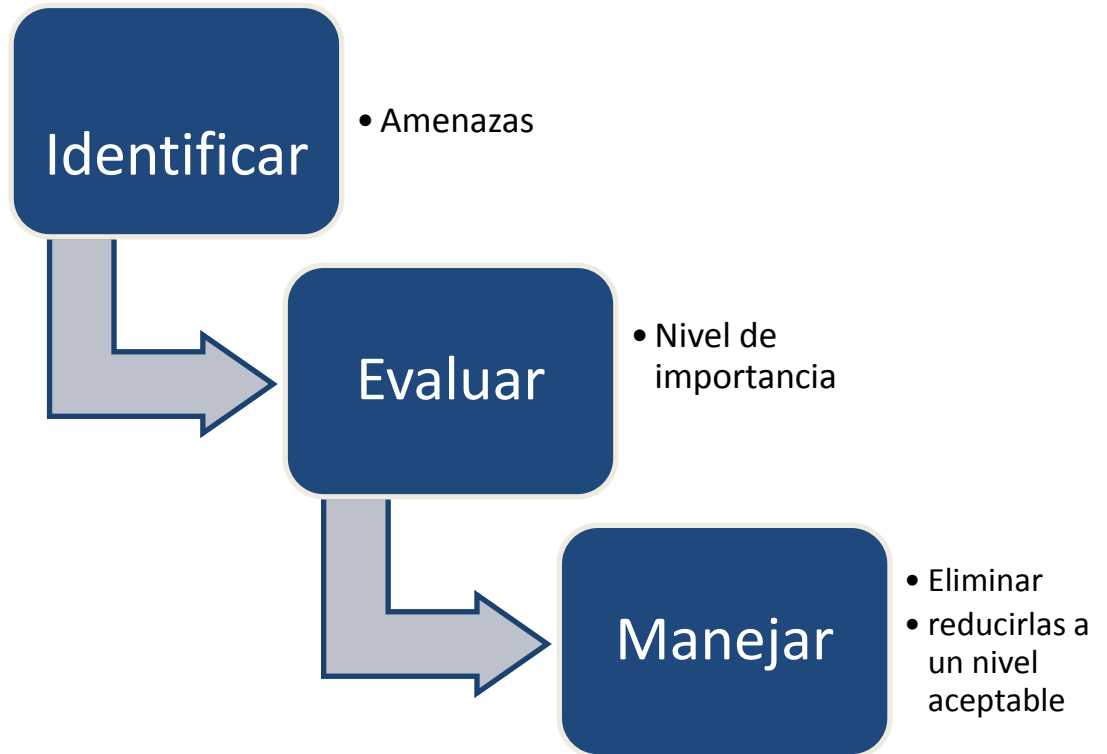 Identificar
• Amenazas
Evaluar
• Nivel de
importancia
Manejar
• Eliminar
• reducirlas a
un nivel
aceptable